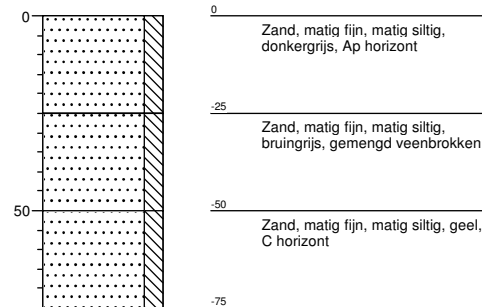 0
0
Zand, matig fijn, matig siltig,
donkergrijs, Ap horizont
-25
Zand, matig fijn, matig siltig,
bruingrijs, gemengd veenbrokken
50
-50
Zand, matig fijn, matig siltig, geel,
C horizont
-75